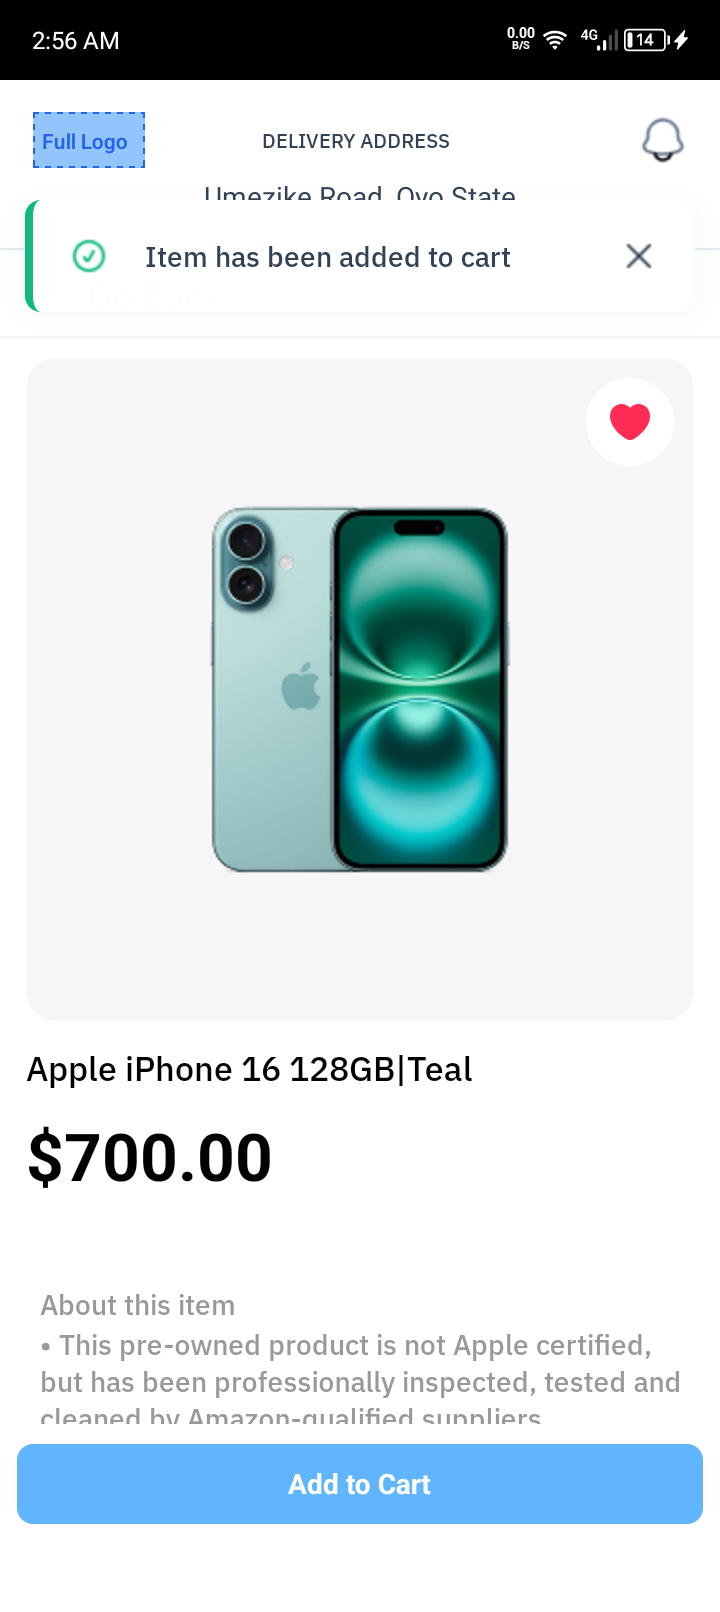 2:56 AM
0.00
B/S
4G
14
Full Logo
DELIVERY ADDRESS
Umezike Road, Oyo State
Item has been added to cart
Apple iPhone 16 128GB|Teal
$700.00
About this item
• This pre-owned product is not Apple certified,
but has been professionally inspected, tested and
cleaned by Amazon-qualified suppliers
Add to Cart